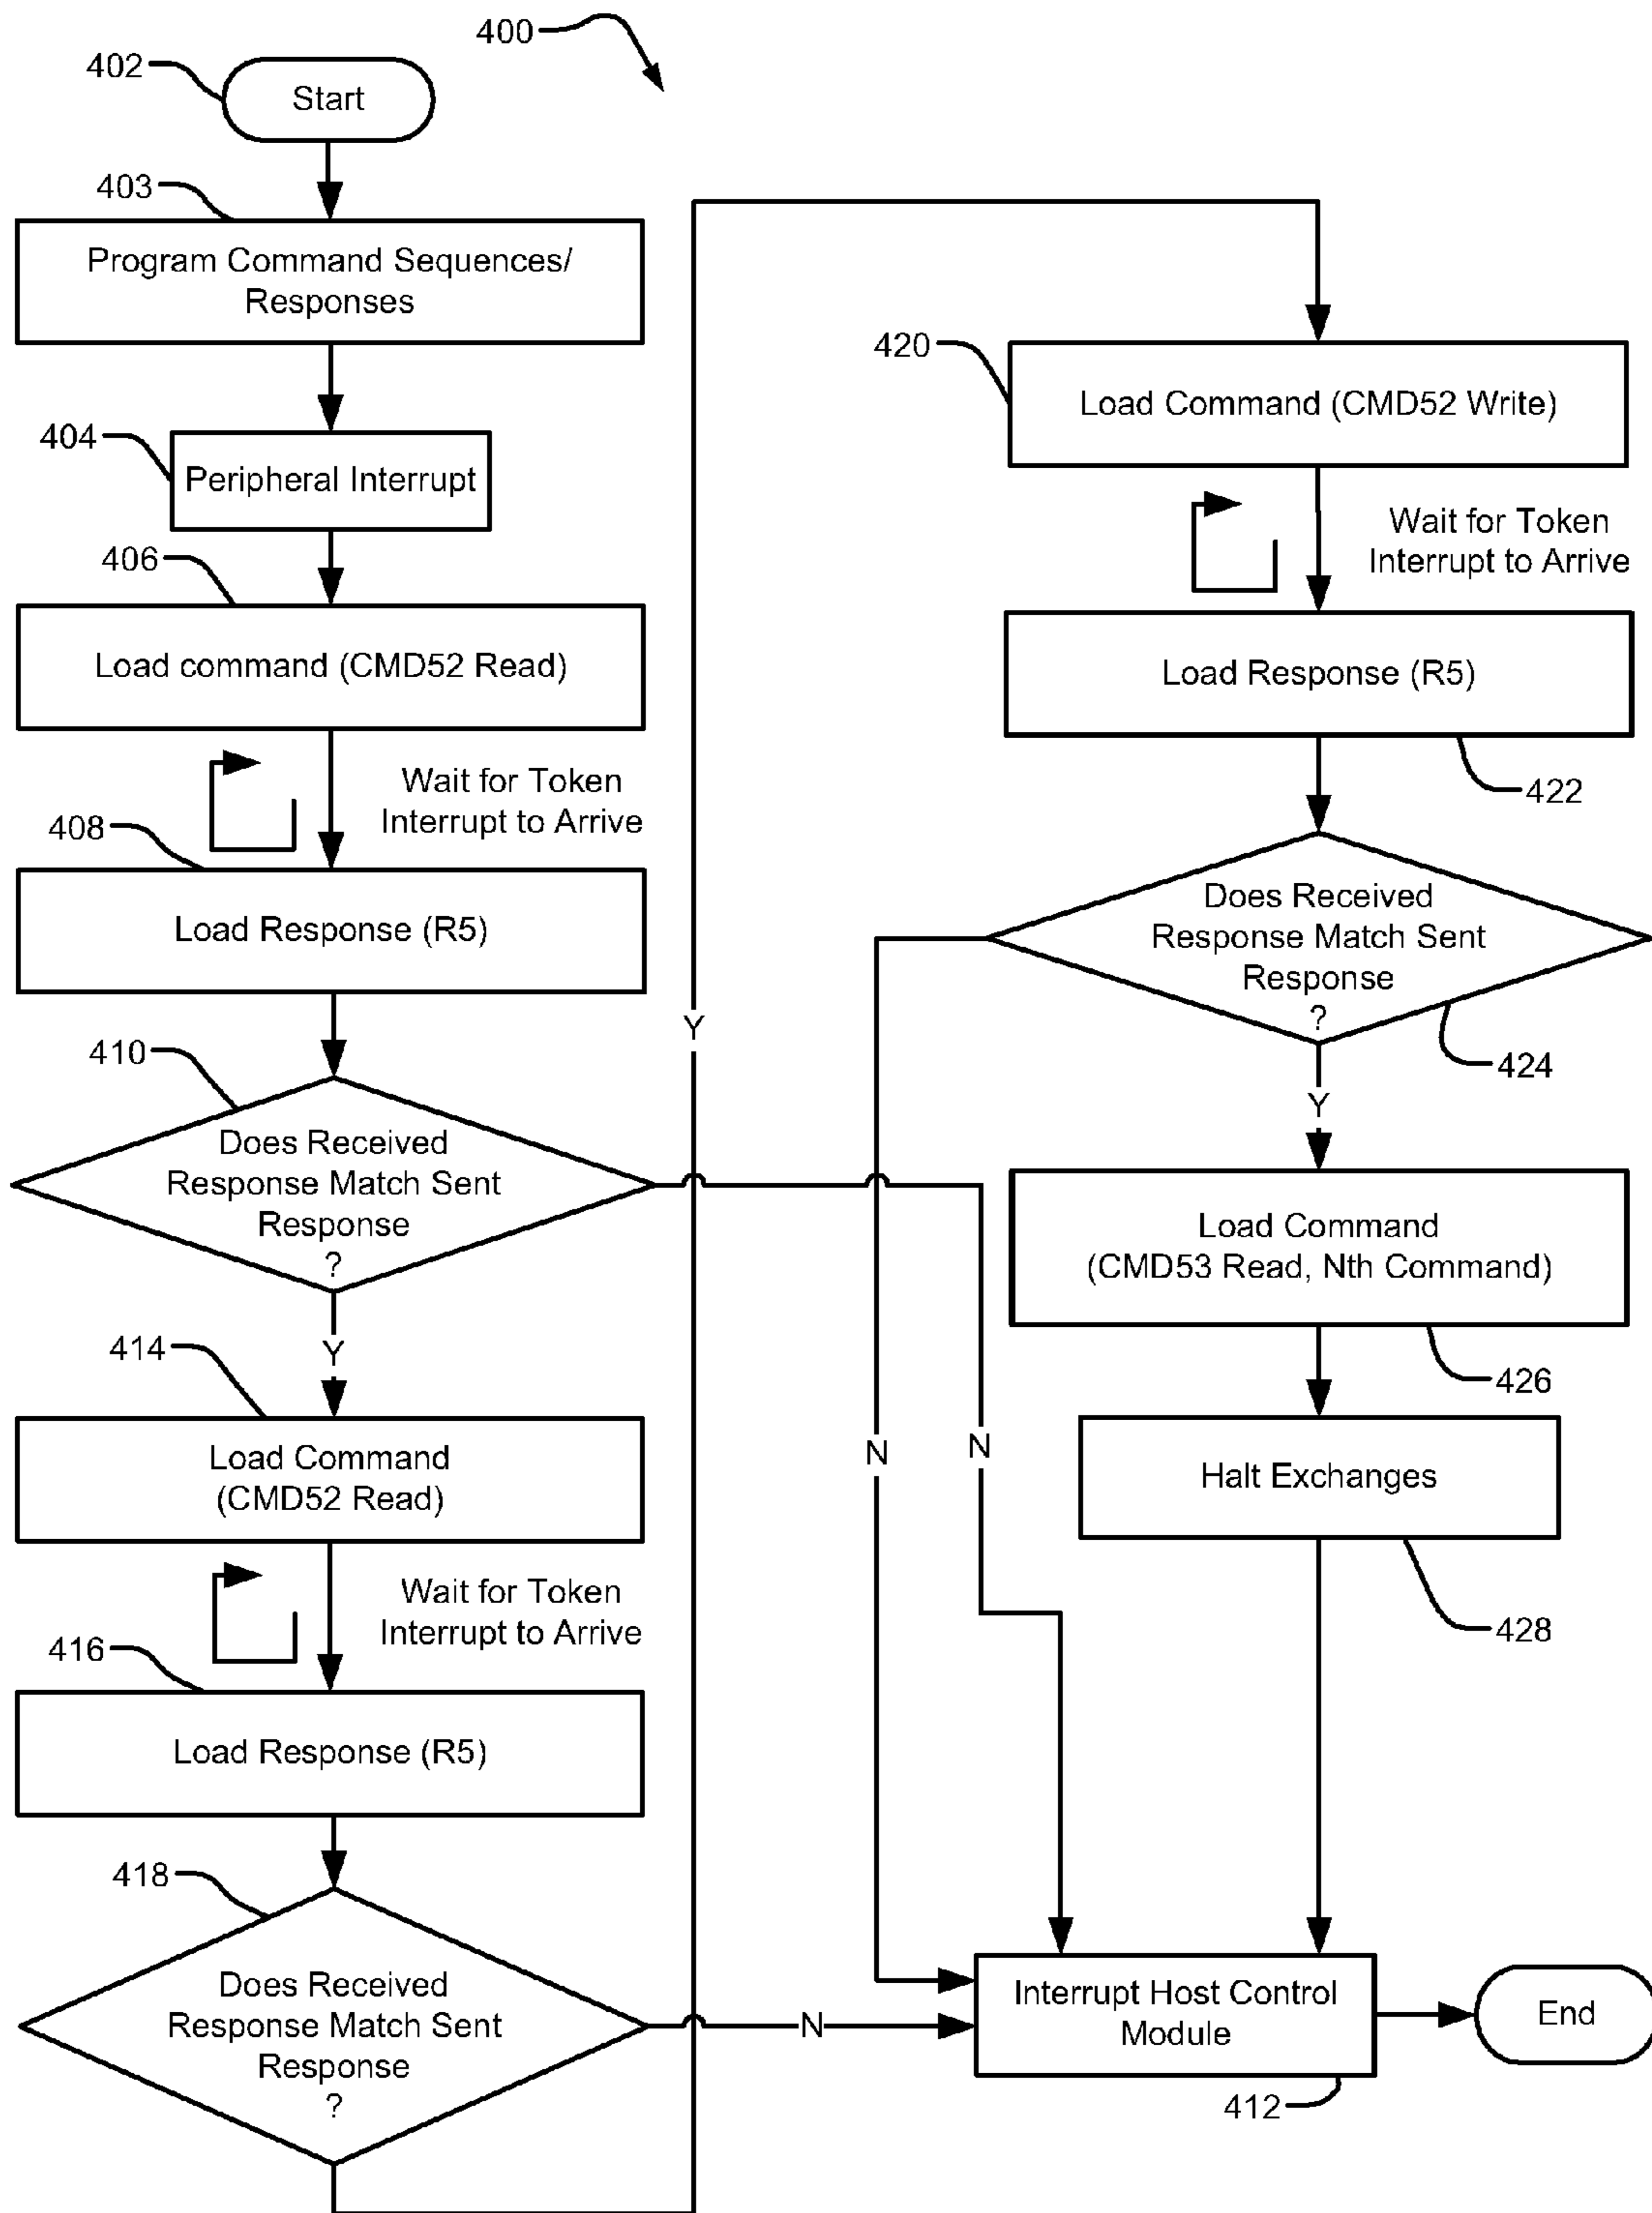 400
402
Start
403
Program Command Sequences/
Responses
404
Peripheral Interrupt
406
Load command (CMD52 Read)
Wait for Token
Interrupt to Arrive
408
Load Response (R5)
410
Does Received
Response Match Sent
Response
?
Y
N
414
Load Command
(CMD52 Read)
Wait for Token
Interrupt to Arrive
416
Load Response (R5)
418
Does Received
Response Match Sent
Response
?
N
Y
420
Load Command (CMD52 Write)
Wait for Token
Interrupt to Arrive
Load Response (R5)
422
Does Received
Response Match Sent
Response
?
424
N
Y
Load Command
(CMD53 Read, Nth Command)
426
Halt Exchanges
428
Interrupt Host Control
Module
412
End